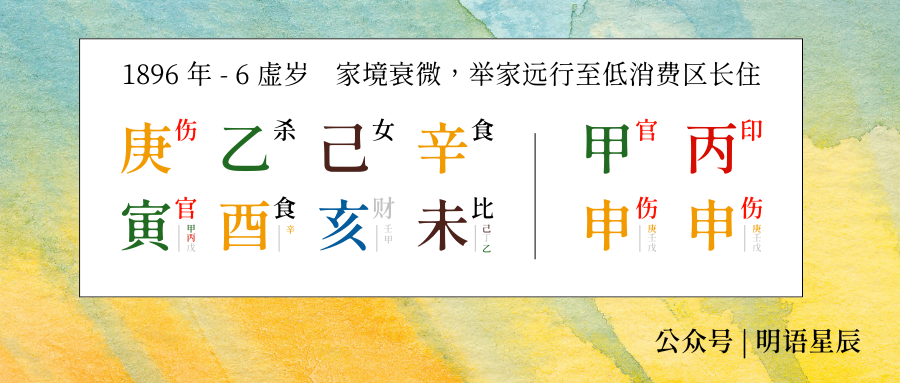 1896 年 - 6 虚岁　家境衰微，举家远行至低消费区长住
庚伤 乙杀 己女 辛食 甲官 丙印
寅官甲丙戊 酉食辛 亥财壬甲 未比己丁乙 申伤庚壬戊 申伤庚壬戊
公众号 | 明语星辰